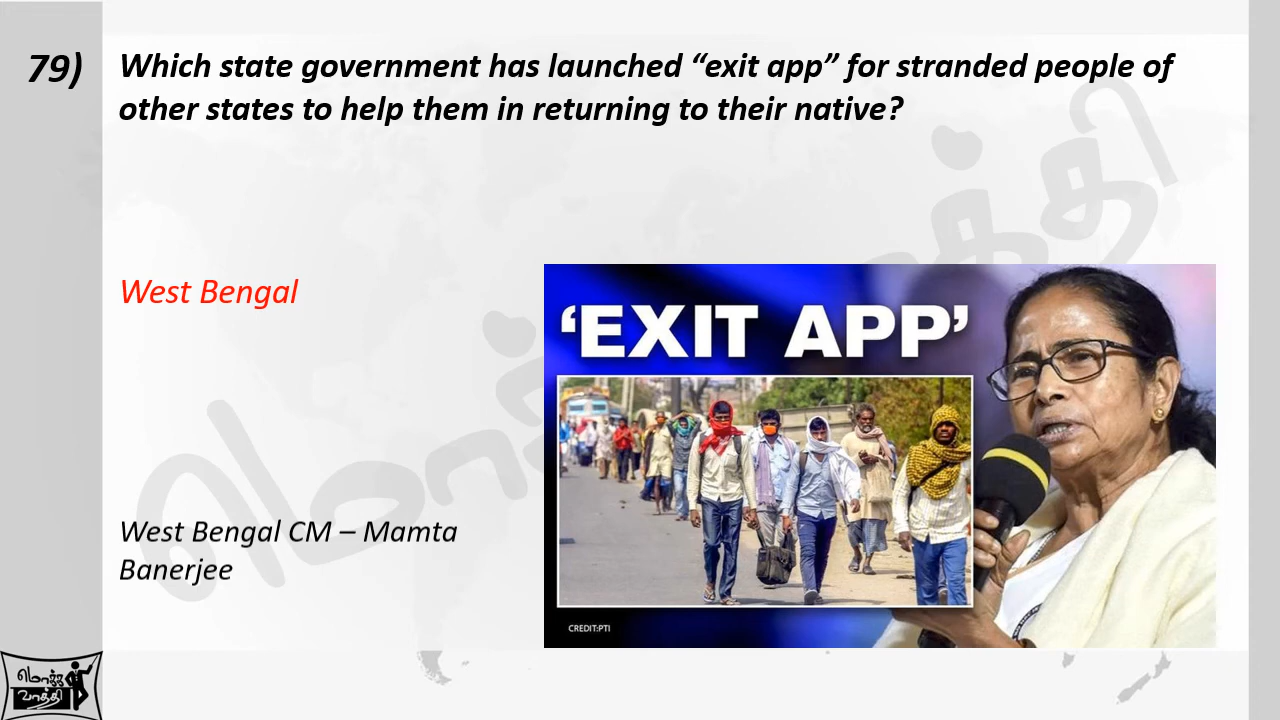 79)
Which state government has launched “exit app” for stranded people of
other states to help them in returning to their native?
West Bengal
‘EXIT APP’
CREDIT:PTI
West Bengal CM – Mamta
Banerjee
மொக்க
வாத்தி